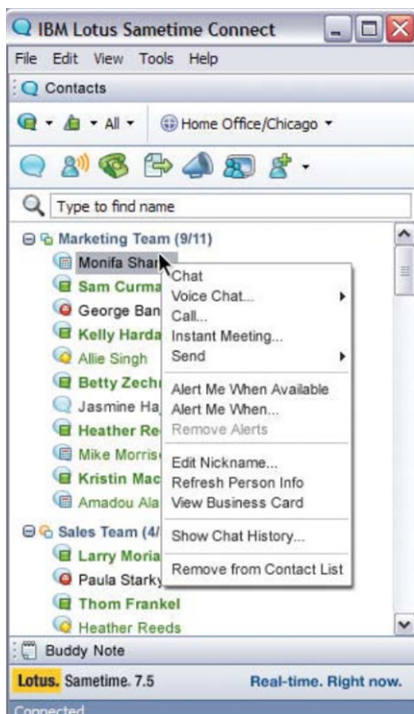 IBM Lotus Sametime Connect
File Edit View Tools Help
Contacts
All Home Office/Chicago
Type to find name
Marketing Team (9/11)
Monifa Shar
Chat
Sam Curma
Voice Chat...
George Ban
Call...
Kelly Harda
Instant Meeting...
Allie Singh
Send
Betty Zech
Alert Me When Available
Jasmine Ha
Alert Me When...
Heather Re
Remove Alerts
Mike Morris
Edit Nickname...
Kristin Mac
Refresh Person Info
Amadou Ala
View Business Card
Sales Team (4/
Show Chat History...
Larry Moria
Remove from Contact List
Paula Starky
Thom Frankel
Heather Reeds
Buddy Note
Lotus. Sametime. 7.5 Real-time. Right now.
Connected